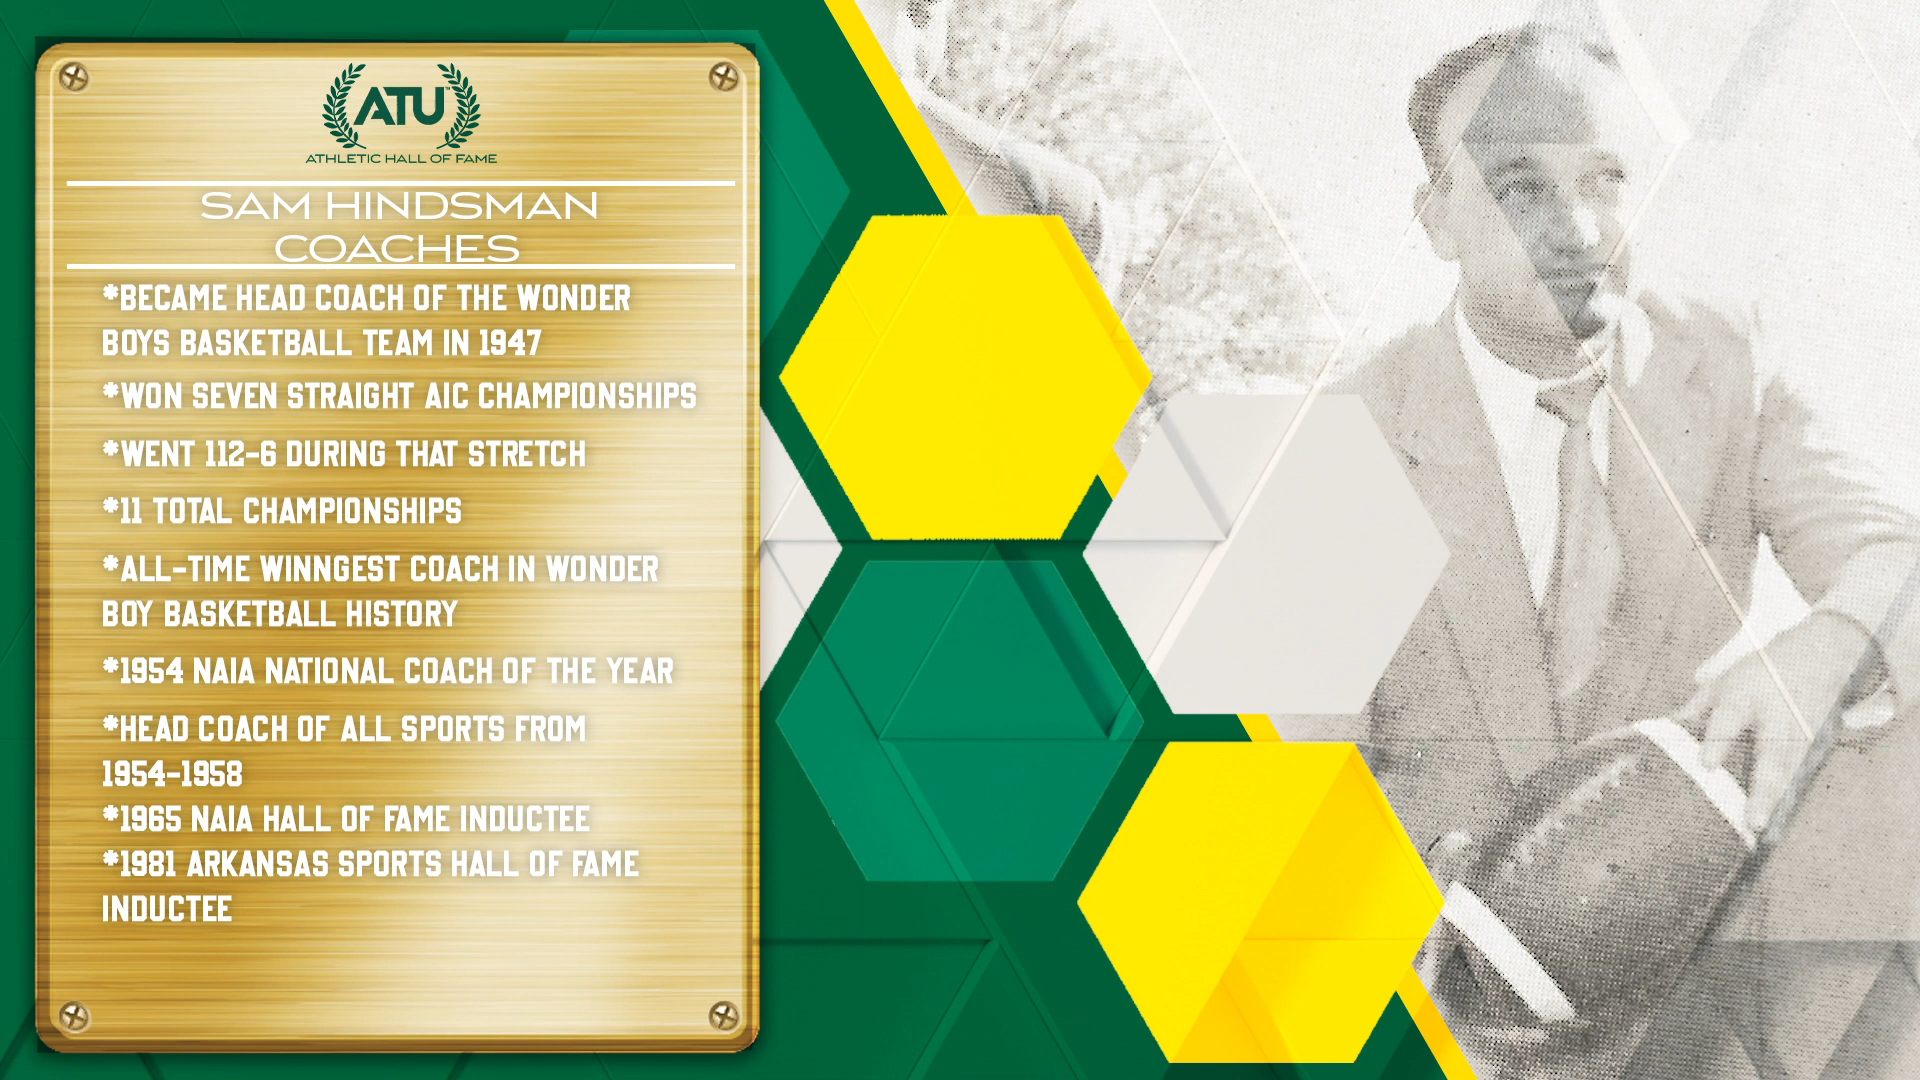 ATU
ATHLETIC HALL OF FAME
SAM HINDSMAN
COACHES
*BECAME HEAD COACH OF THE WONDER
BOYS BASKETBALL TEAM IN 1947
*WON SEVEN STRAIGHT AIC CHAMPIONSHIPS
*WENT 112-6 DURING THAT STRETCH
*11 TOTAL CHAMPIONSHIPS
*ALL-TIME WINNGEST COACH IN WONDER
BOY BASKETBALL HISTORY
*1954 NAIA NATIONAL COACH OF THE YEAR
*HEAD COACH OF ALL SPORTS FROM
1954-1958
*1965 NAIA HALL OF FAME INDUCTEE
*1981 ARKANSAS SPORTS HALL OF FAME
INDUCTEE